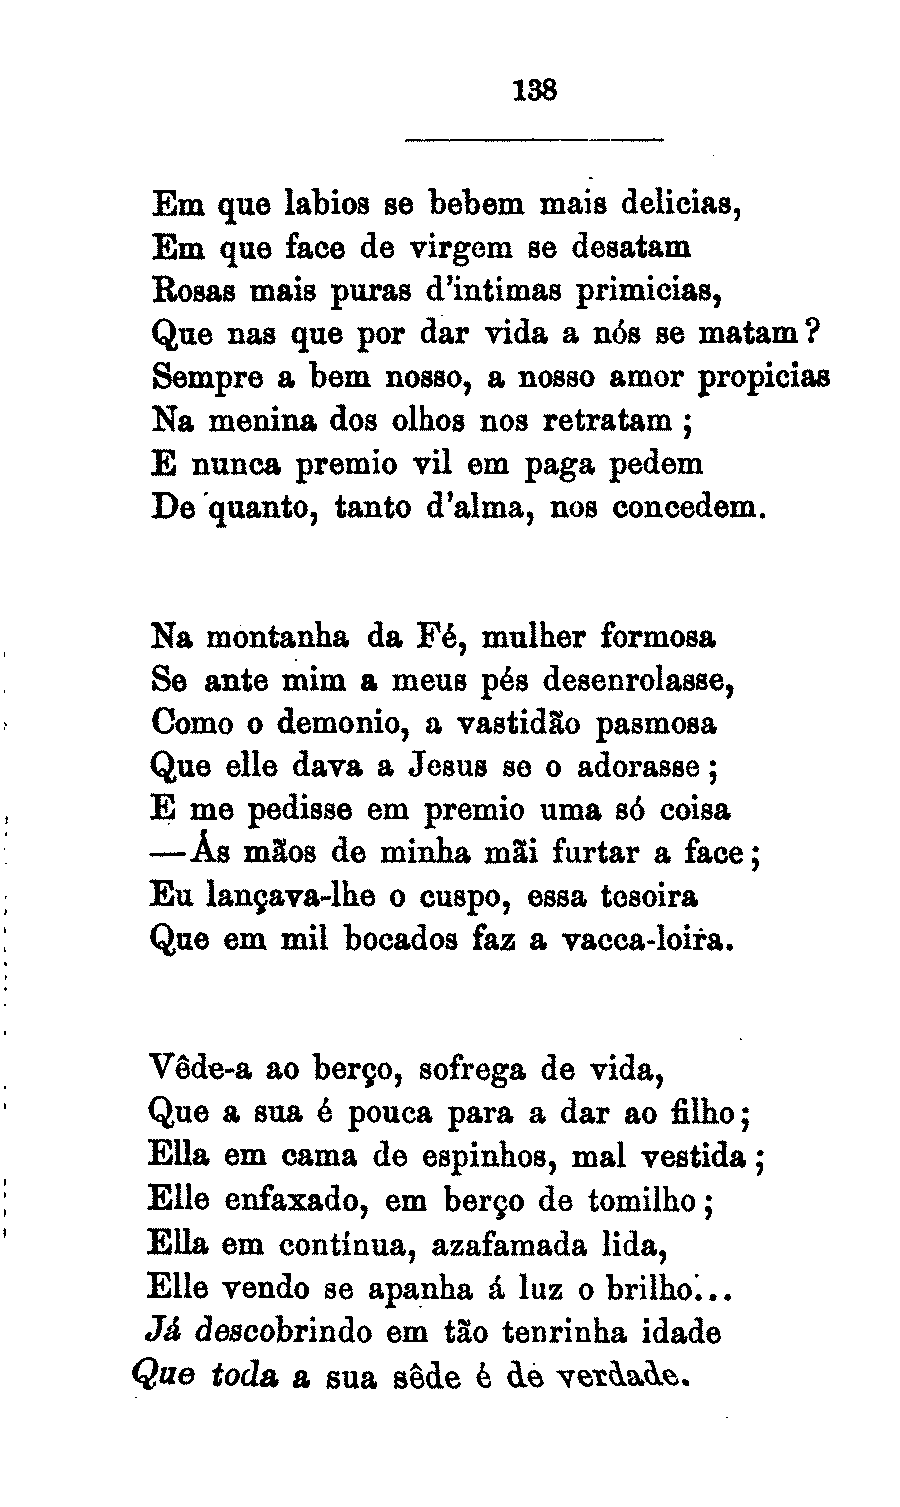 138
Em que labios se bebem mais delicias,
Em que face de virgem se desatam
Rosas mais puras d'intimas primicias,
Que nas que por dar vida a nós se matam?
Sempre a bem nosso, a nosso amor propicias
Na menina dos olhos nos retratam;
E nunca premio vil em paga pedem
De quanto, tanto d'alma, nos concedem.
Na montanha da Fé, mulher formosa
Se ante mim a meus pés desenrolasse,
Como o demonio, a vastidão pasmosa
Que elle dava a Jesus se o adorasse;
E me pedisse em premio uma só coisa
—Ás mãos de minha mãi furtar a face;
Eu lançava-lhe o cuspo, essa tesoira
Que em mil bocados faz a vacca-loira.
Vêde-a ao berço, sofrega de vida,
Que a sua é pouca para a dar ao filho;
Ella em cama de espinhos, mal vestida;
Elle enfaxado, em berço de tomilho;
Ella em contínua, azafamada lida,
Elle vendo se apanha á luz o brilho...
Já descobrindo em tão tenrinha idade
Que toda a sua sêde é de verdade.